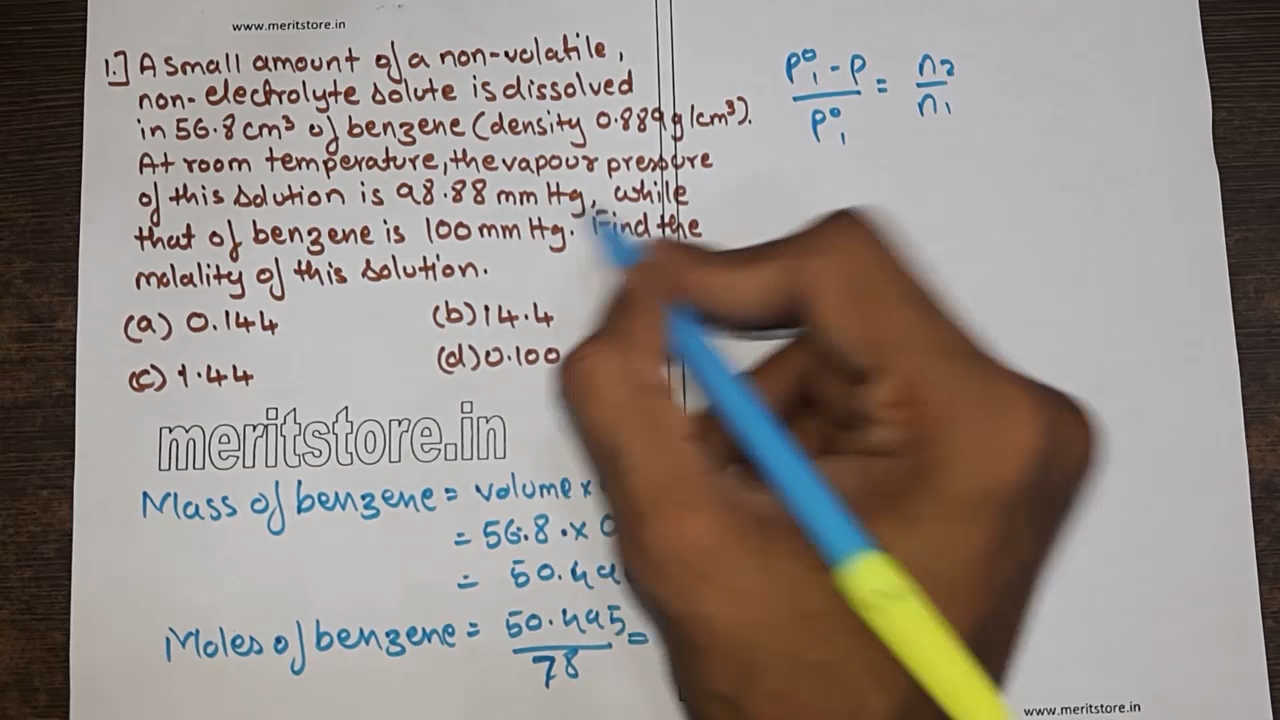 www.meritstore.in
1.] A small amount of a non-volatile,
non-electrolyte solute is dissolved
in 56.8 cm³ of benzene (density 0.889 g/cm³).
At room temperature, the vapour pressure
of this solution is 98.88 mm Hg, while
that of benzene is 100 mm Hg. Find the
molality of this solution.
(a) 0.144 (b) 14.4
(c) 1.44 (d) 0.100
meritstore.in
Mass of benzene = volume ×
= 56.8 × 0
= 50.49
Moles of benzene = 50.495 =
78
P°₁ - P = n₂
P°₁ n₁
www.meritstore.in